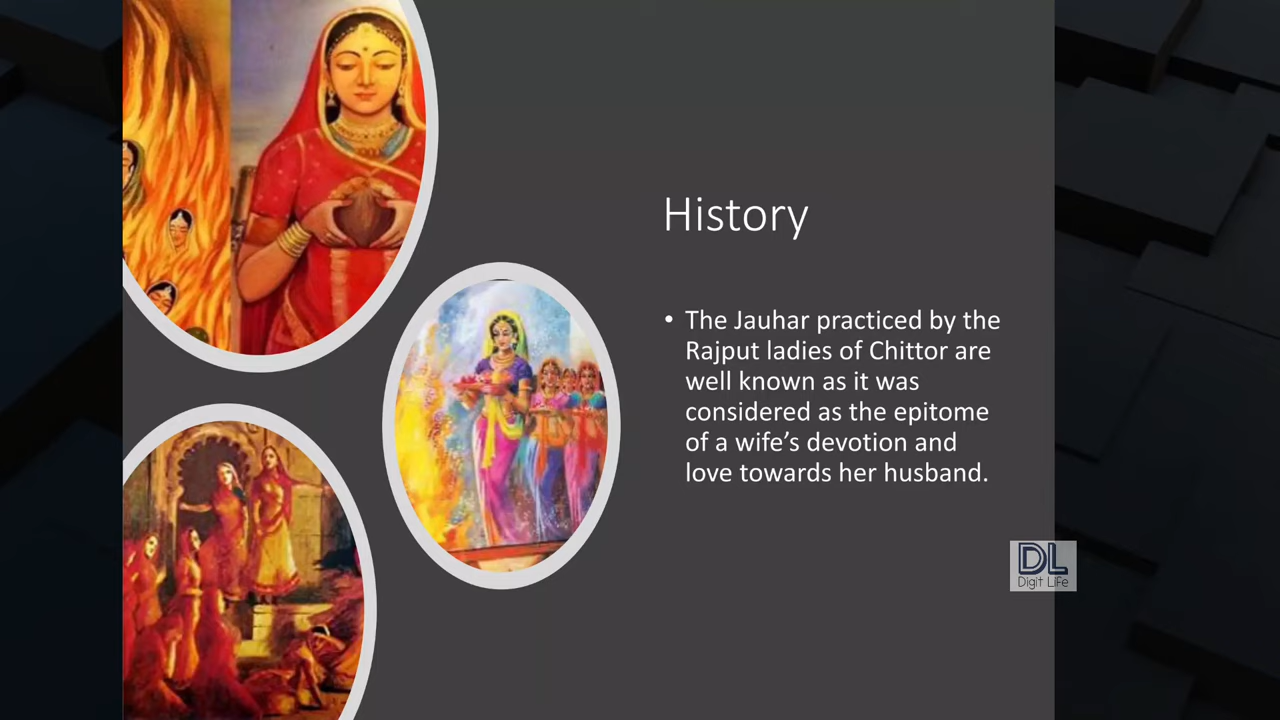 History
• The Jauhar practiced by the
Rajput ladies of Chittor are
well known as it was
considered as the epitome
of a wife’s devotion and
love towards her husband.
DL
Digit Life